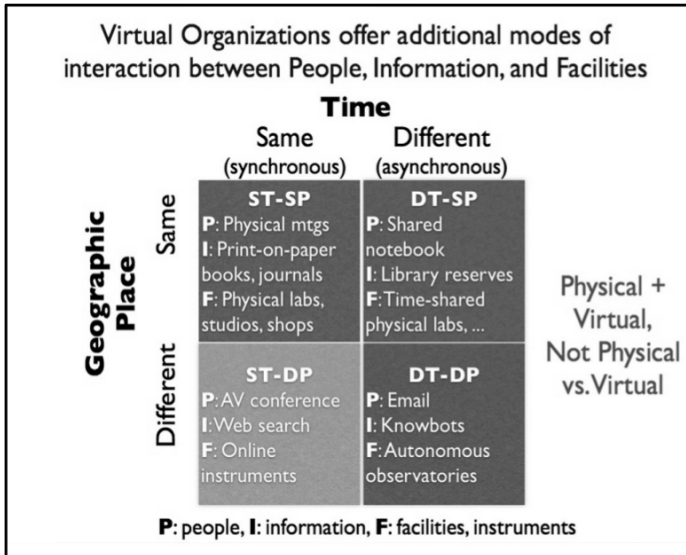 Virtual Organizations offer additional modes of
interaction between People, Information, and Facilities
Time
Same
(synchronous)
Different
(asynchronous)
Geographic
Place
Same
ST-SP
P: Physical mtgs
I: Print-on-paper
books, journals
F: Physical labs,
studios, shops
DT-SP
P: Shared
notebook
I: Library reserves
F: Time-shared
physical labs, ...
Different
ST-DP
P: AV conference
I: Web search
F: Online
instruments
DT-DP
P: Email
I: Knowbots
F: Autonomous
observatories
Physical +
Virtual,
Not Physical
vs. Virtual
P: people, I: information, F: facilities, instruments